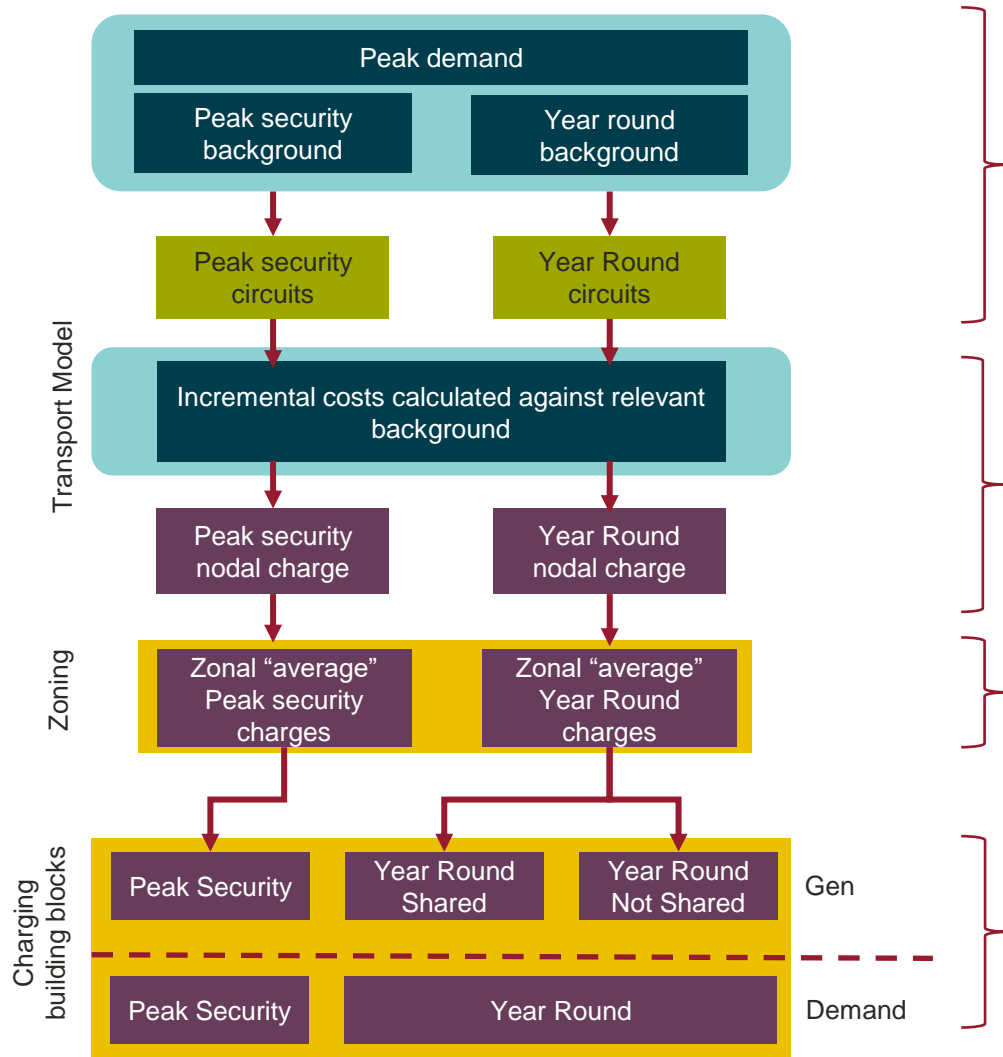 Peak demand
Peak security
background
Year round
background
Peak security
circuits
Year Round
circuits
Transport Model
Incremental costs calculated against relevant
background
Peak security
nodal charge
Year Round
nodal charge
Zoning
Zonal “average”
Peak security
charges
Zonal “average”
Year Round
charges
Charging
building blocks
Peak Security
Year Round
Shared
Year Round
Not Shared
Gen
Peak Security
Year Round
Demand